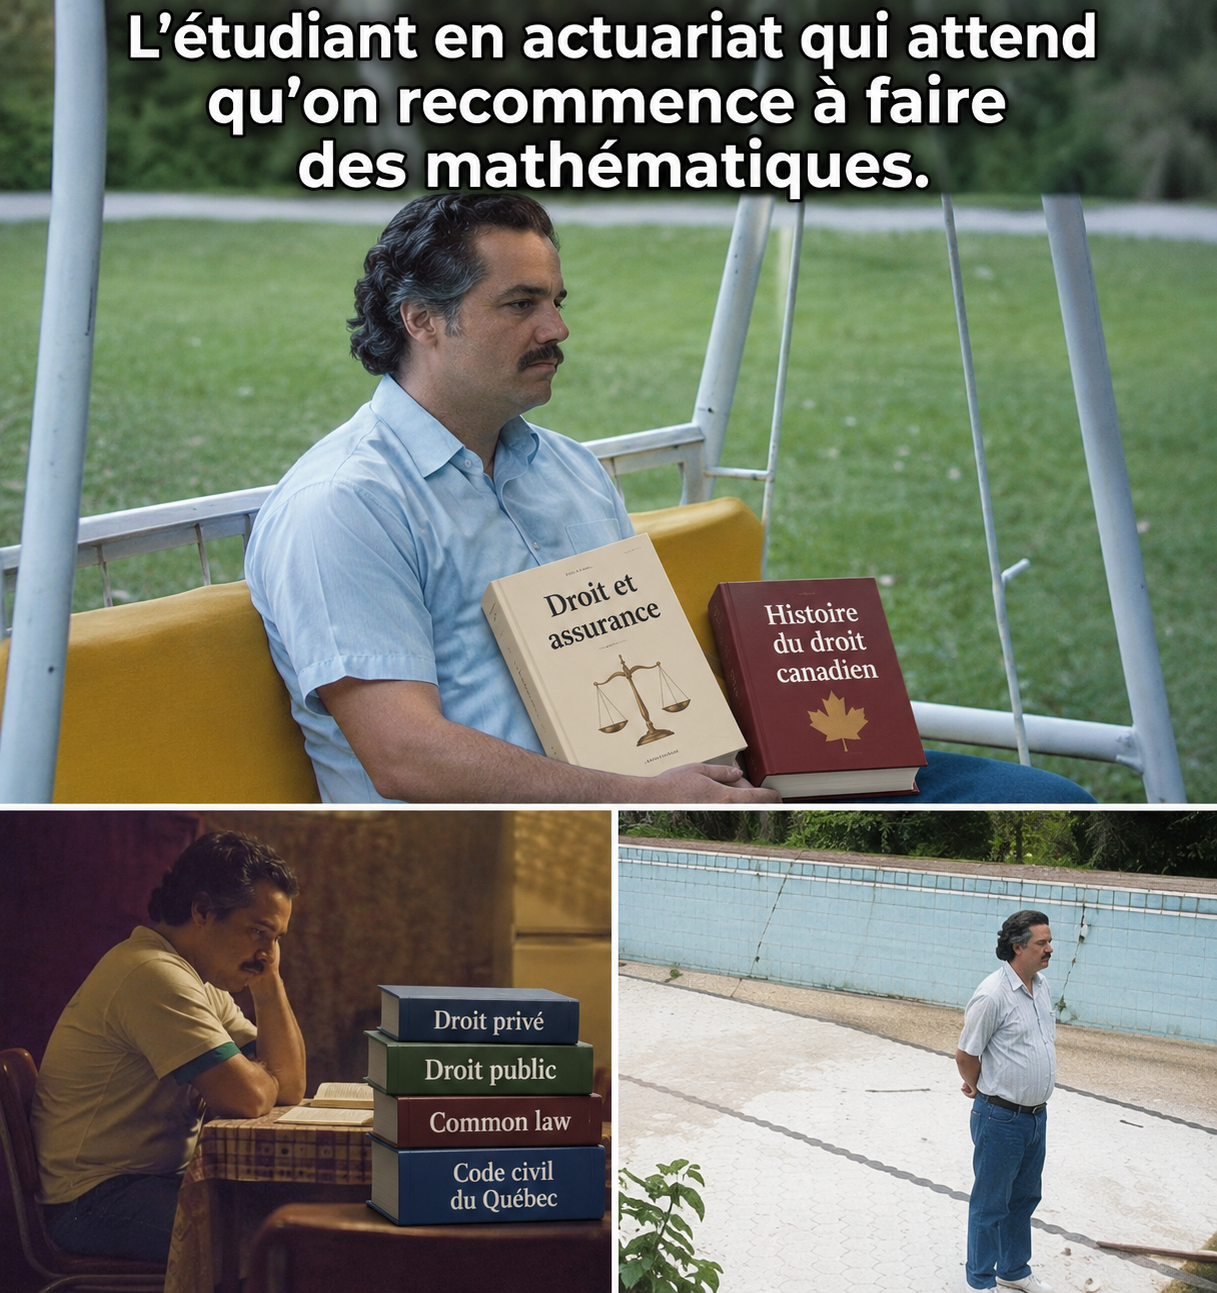 L’étudiant en actuariat qui attend
qu’on recommence à faire
des mathématiques.
Droit et
assurance
Histoire
du droit
canadien
Droit privé
Droit public
Common law
Code civil
du Québec